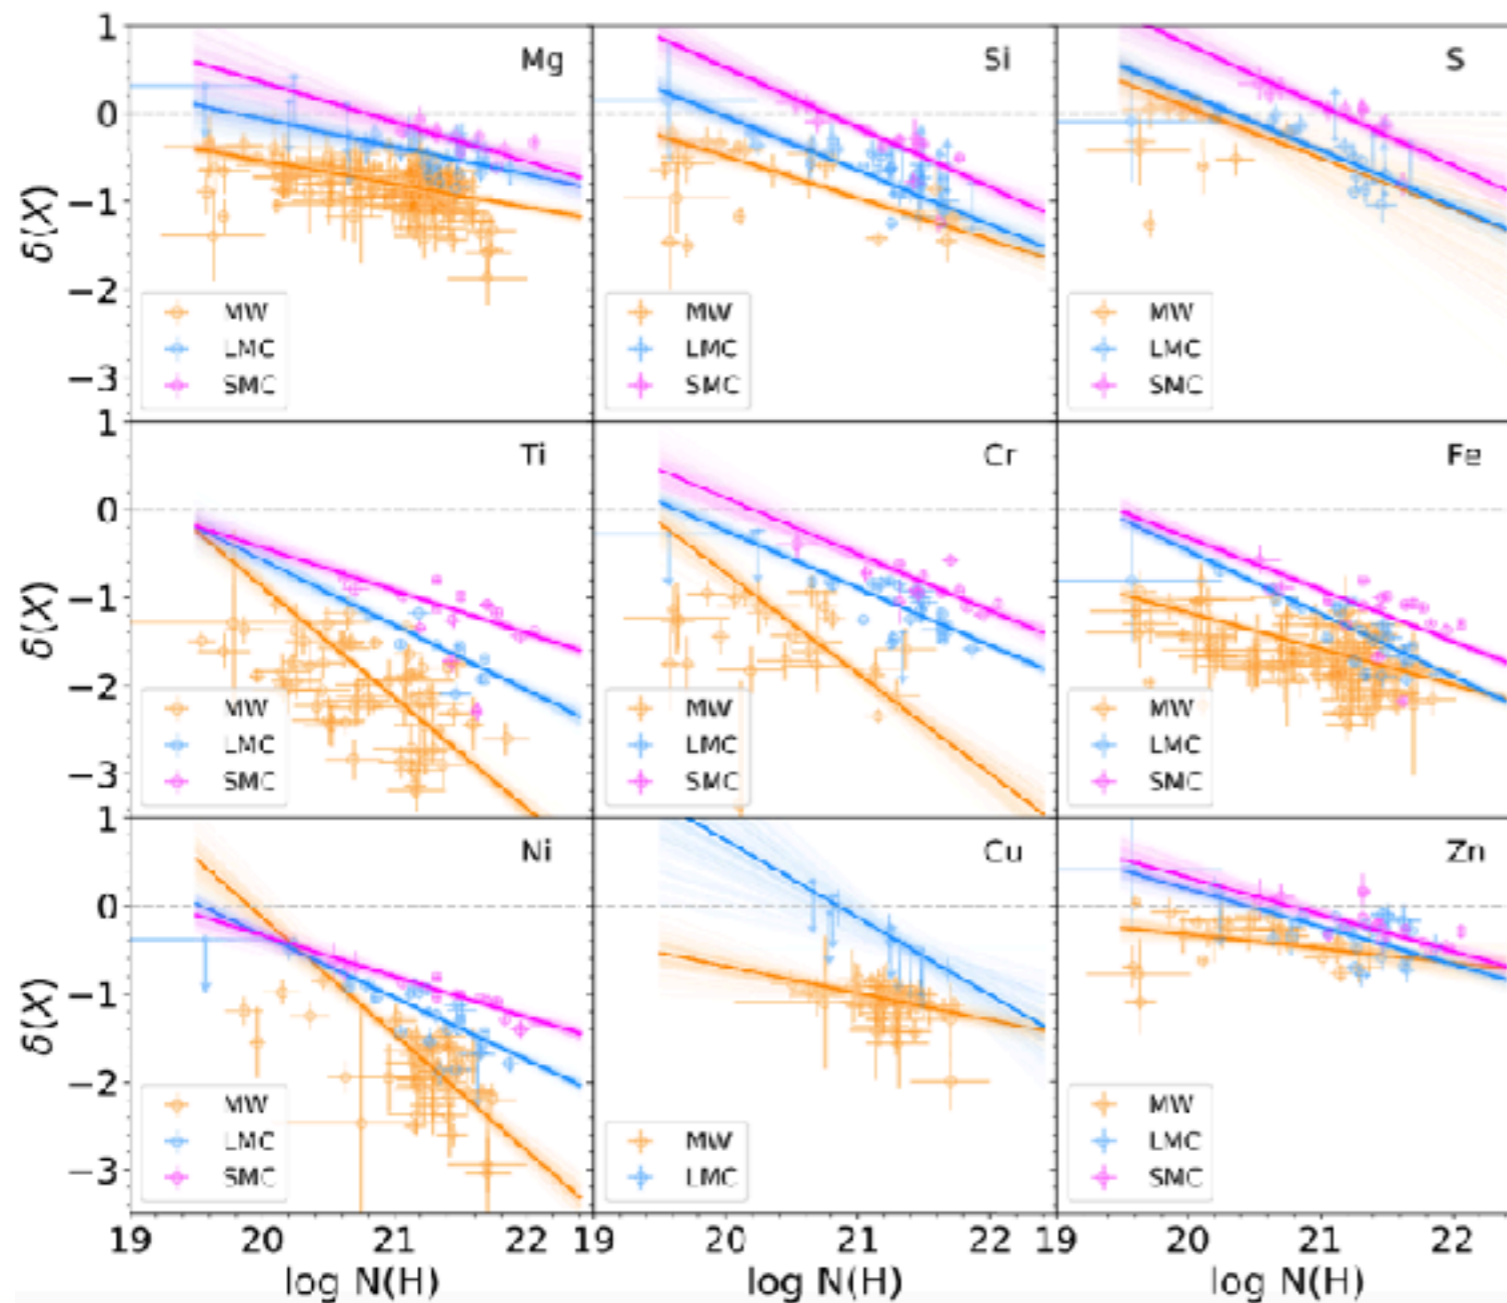 1 Mg Si S
0
δ(X)
−1
−2
MW MW MW
LMC LMC LMC
−3 SMC SMC SMC
1 Ti Cr Fe
0
δ(X)
−1
−2
MW MW MW
LMC LMC LMC
−3 SMC SMC SMC
1 Ni Cu Zn
0
δ(X)
−1
−2
MW MW MW
LMC LMC LMC
−3 SMC SMC
19 20 21 22 19 20 21 22 19 20 21 22
log N(H) log N(H) log N(H)